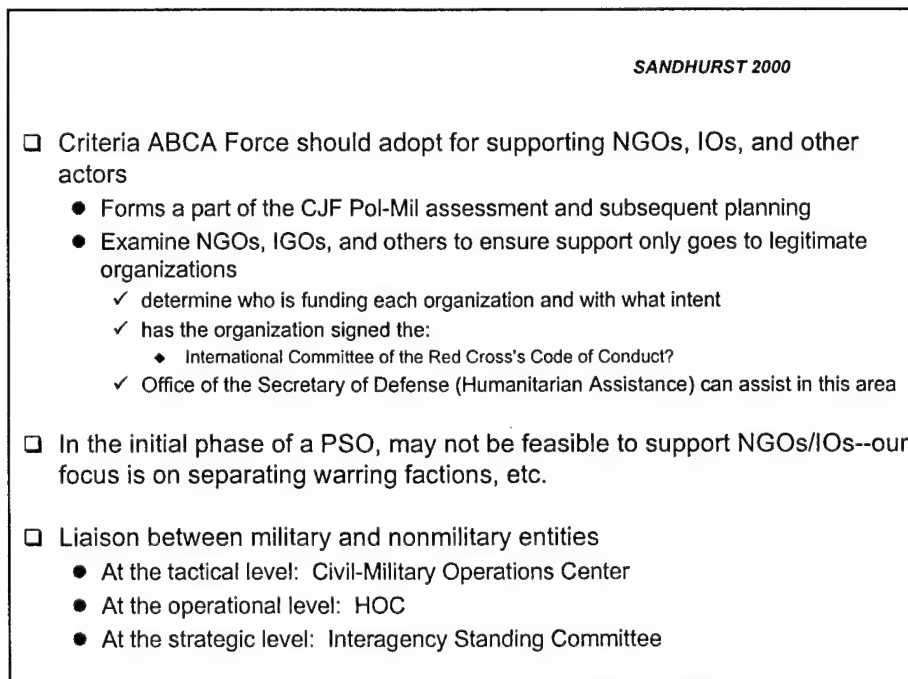 SANDHURST 2000
❑ Criteria ABCA Force should adopt for supporting NGOs, IOs, and other
actors
● Forms a part of the CJF Pol-Mil assessment and subsequent planning
● Examine NGOs, IGOs, and others to ensure support only goes to legitimate
organizations
✓ determine who is funding each organization and with what intent
✓ has the organization signed the:
◆ International Committee of the Red Cross's Code of Conduct?
✓ Office of the Secretary of Defense (Humanitarian Assistance) can assist in this area
❑ In the initial phase of a PSO, may not be feasible to support NGOs/IOs--our
focus is on separating warring factions, etc.
❑ Liaison between military and nonmilitary entities
● At the tactical level: Civil-Military Operations Center
● At the operational level: HOC
● At the strategic level: Interagency Standing Committee